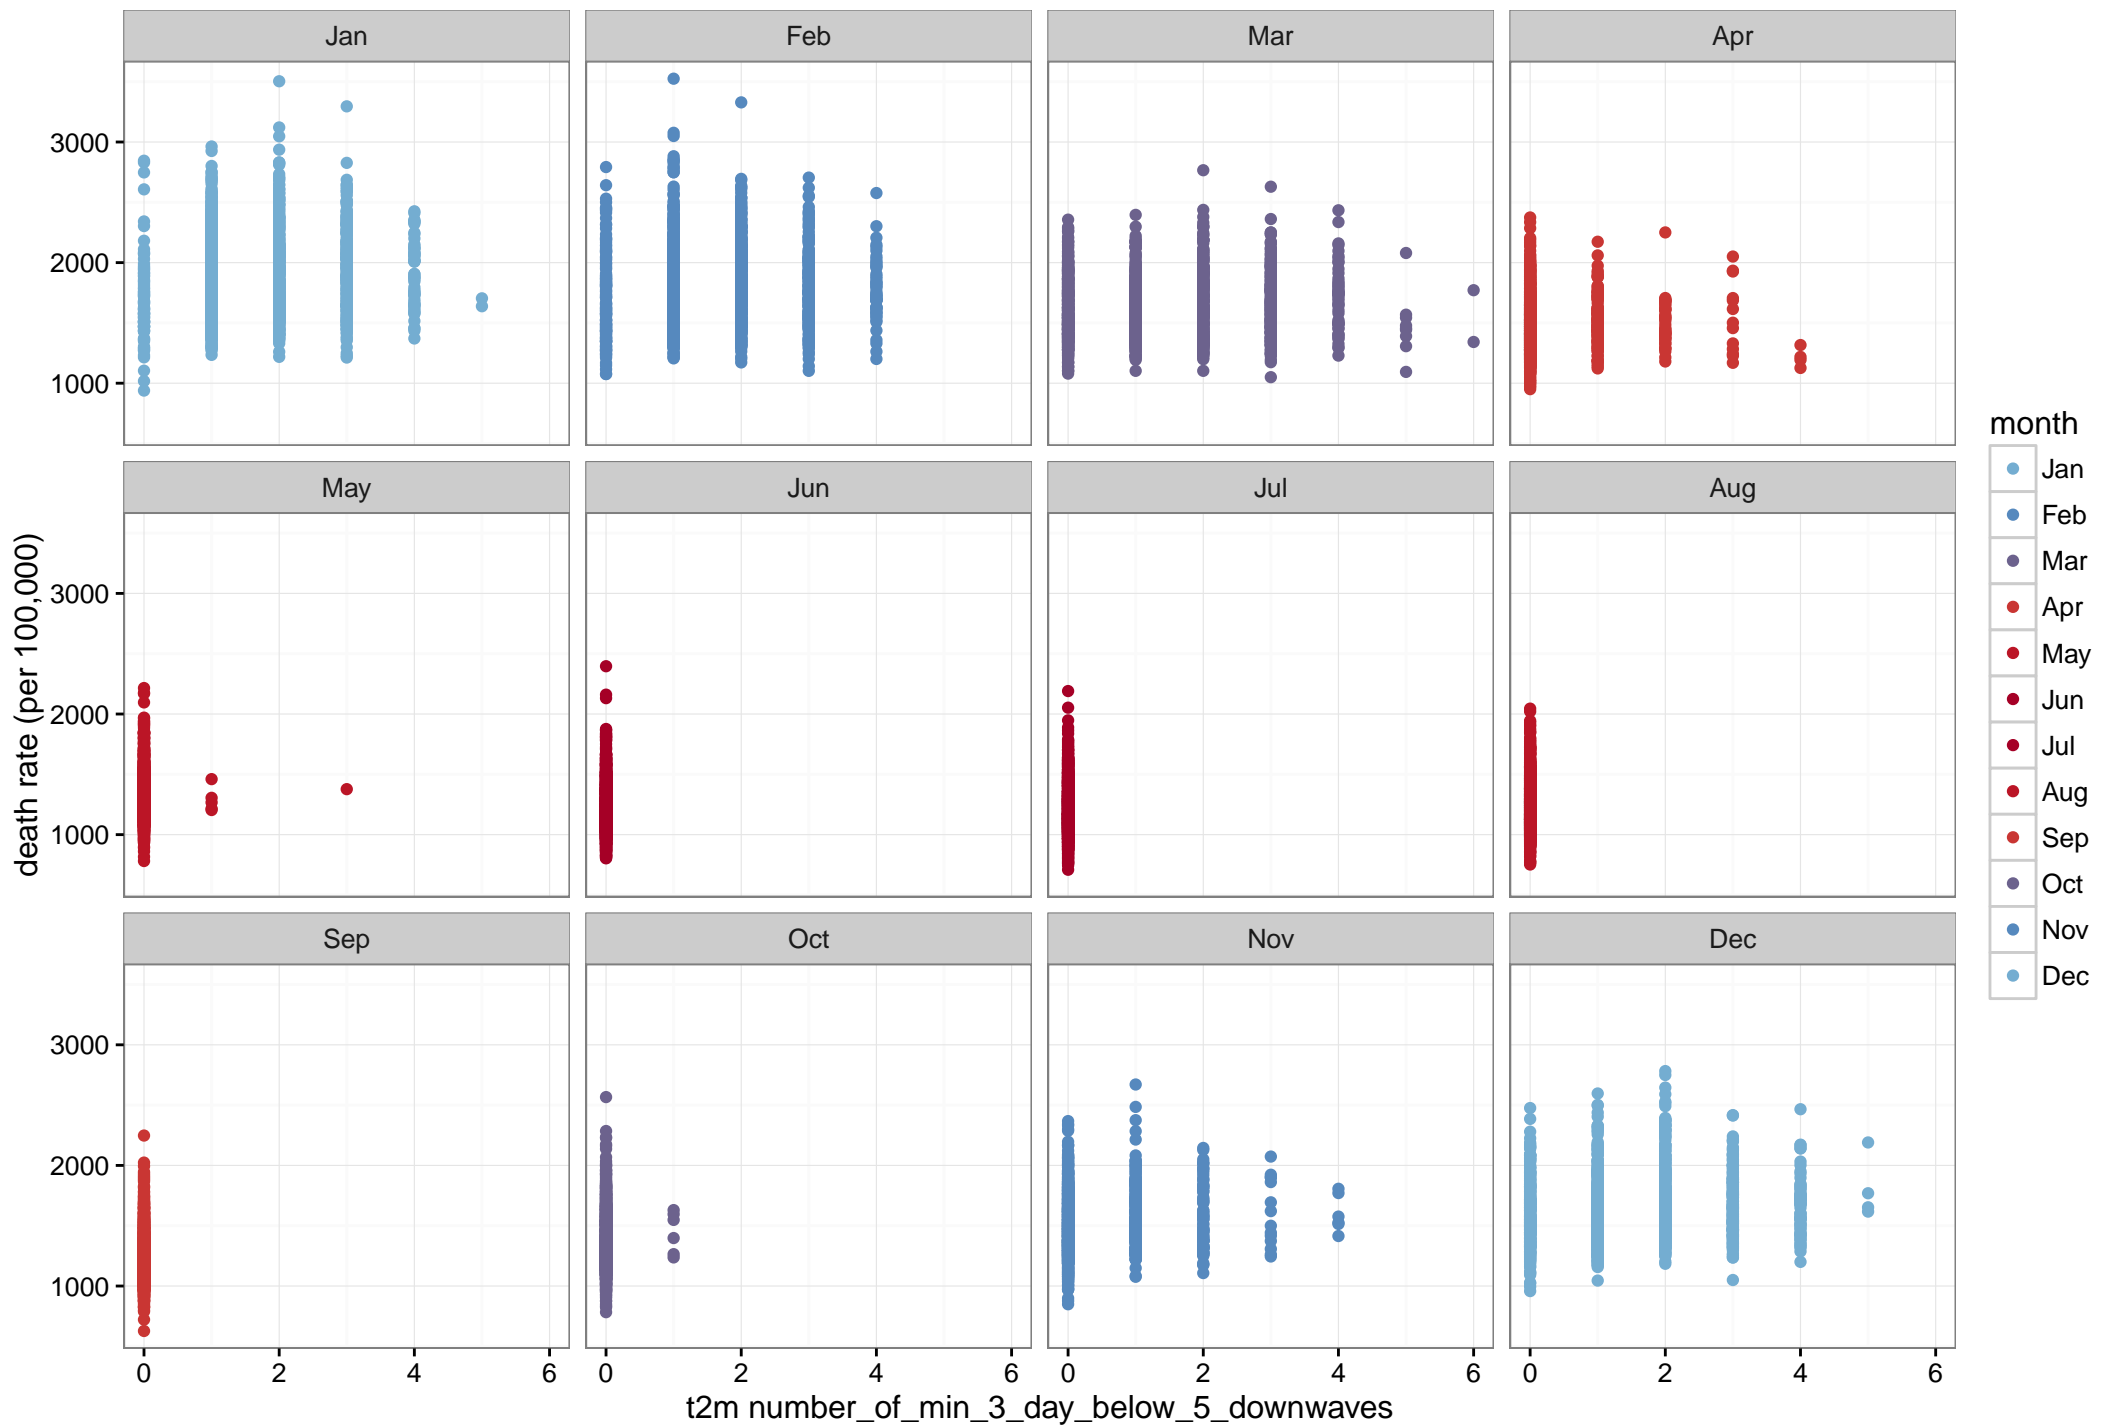 Jan Feb Mar Apr
3000
2000
1000
May Jun Jul Aug
3000
2000
1000
Sep Oct Nov Dec
3000
2000
1000
0 2 4 6 0 2 4 6 0 2 4 6 0 2 4 6
t2m number_of_min_3_day_below_5_downwaves
death rate (per 100,000)
month
Jan
Feb
Mar
Apr
May
Jun
Jul
Aug
Sep
Oct
Nov
Dec